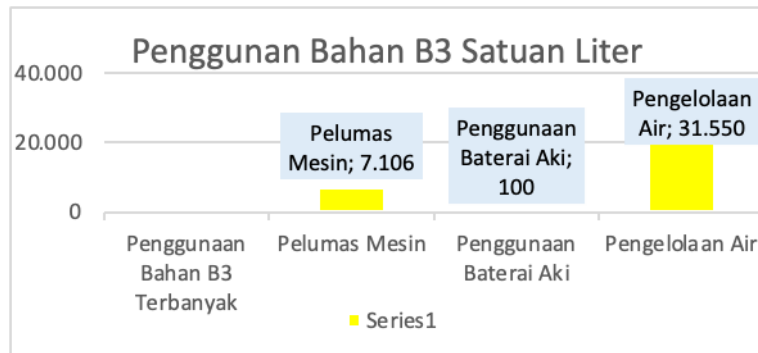 Penggunan Bahan B3 Satuan Liter
40.000
20.000
0
Pelumas
Mesin; 7.106
Penggunaan
Baterai Aki;
100
Pengelolaan
Air; 31.550
Penggunaan
Bahan B3
Terbanyak
Pelumas Mesin
Penggunaan
Baterai Aki
Pengelolaan Air
Series1